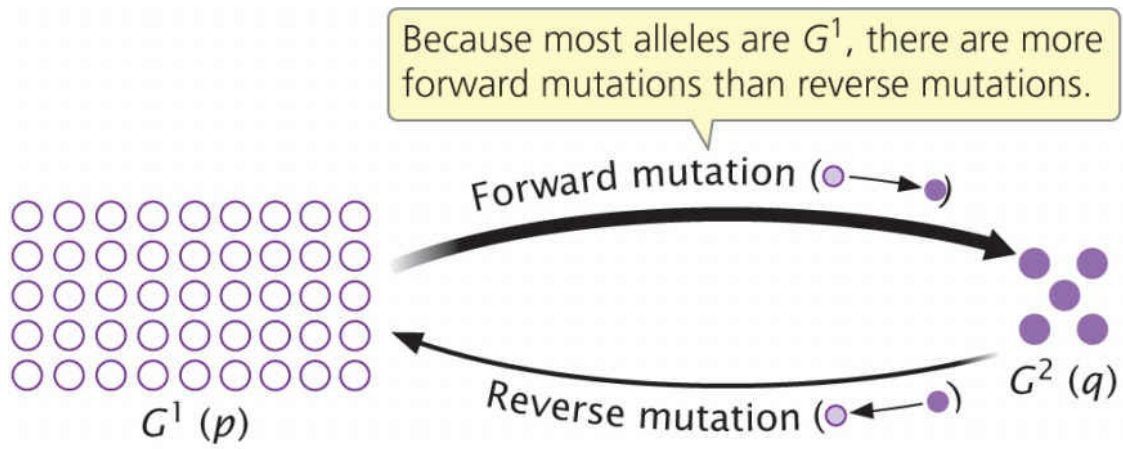 Because most alleles are G¹, there are more
forward mutations than reverse mutations.
Forward mutation ( )
G¹ (p)
Reverse mutation ( )
G² (q)